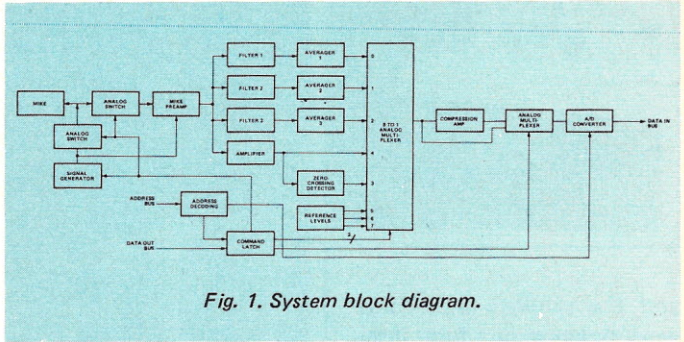 FILTER 1
AVERAGER
1
0
MIKE
ANALOG
SWITCH
MIKE
PREAMP
FILTER 2
AVERAGER
2
1
8 TO 1
ANALOG
MULTI-
PLEXER
COMPRESSION
AMP
ANALOG
MULTI-
PLEXER
A/D
CONVERTER
DATA IN
BUS
ANALOG
SWITCH
FILTER 3
AVERAGER
3
2
AMPLIFIER
4
SIGNAL
GENERATOR
ZERO
CROSSING
DETECTOR
3
ADDRESS
BUS
ADDRESS
DECODING
REFERENCE
LEVELS
5
6
7
DATA OUT
BUS
COMMAND
LATCH
3
Fig. 1. System block diagram.